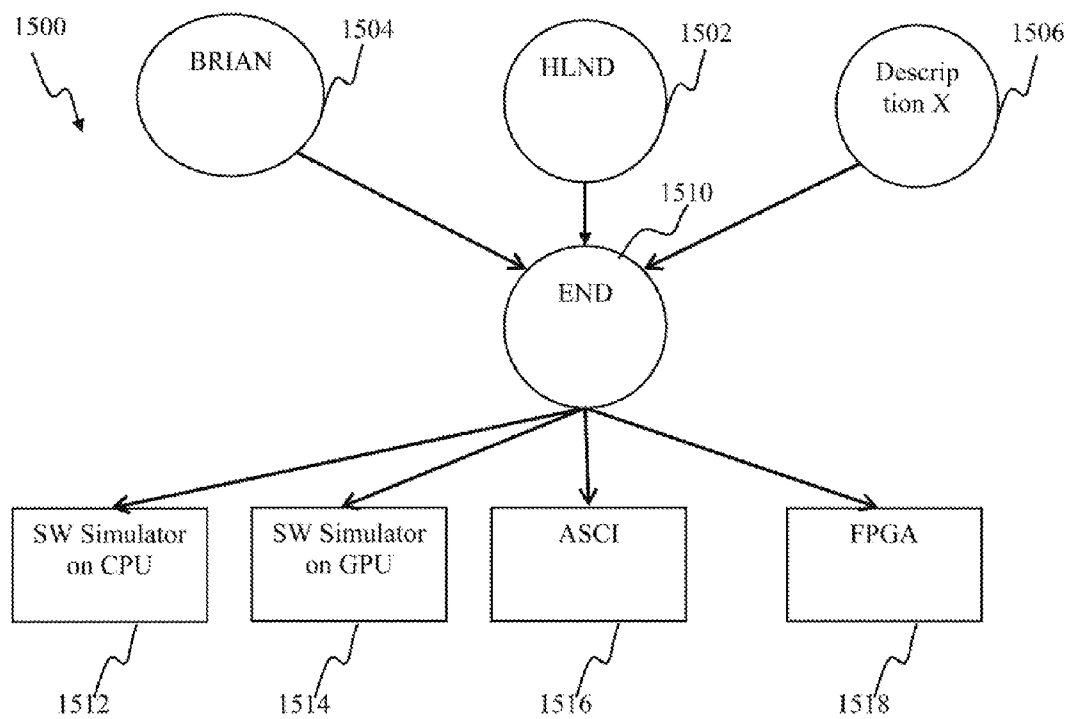 1500
1504
1502
1506
BRIAN
HLND
Descrip
tion X
1510
END
SW Simulator
on CPU
SW Simulator
on GPU
ASCI
FPGA
1512
1514
1516
1518